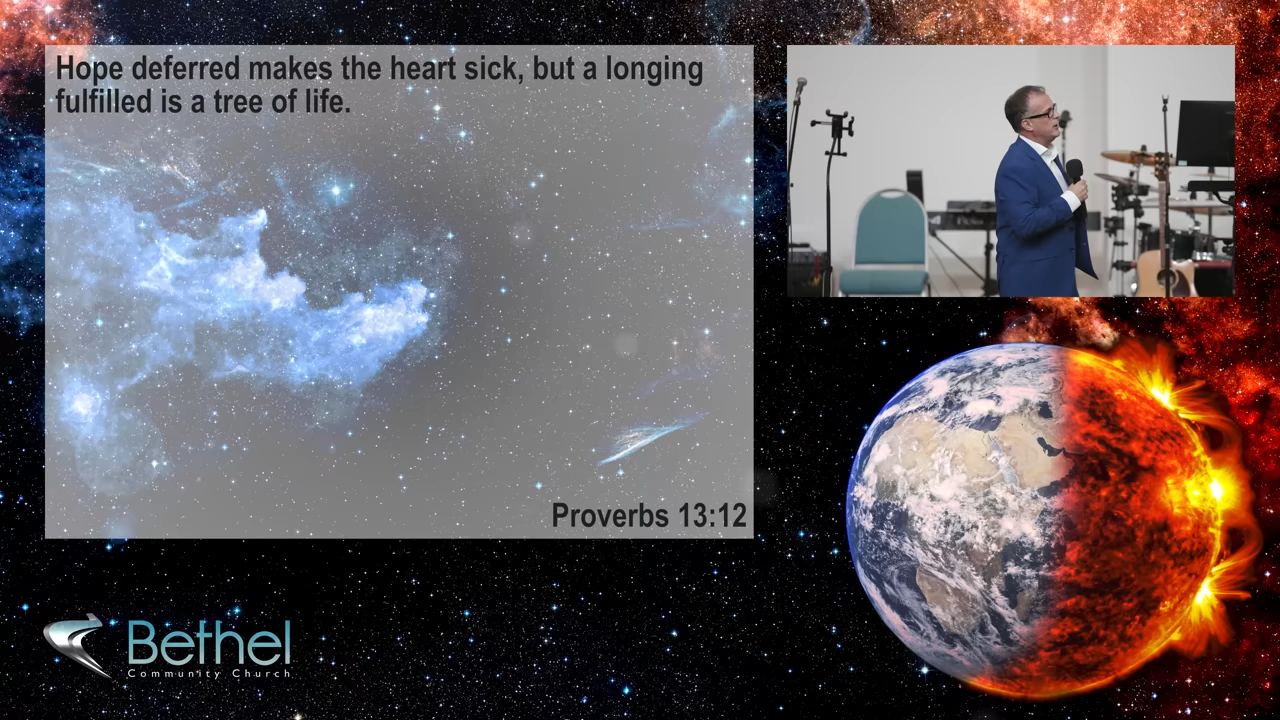 Hope deferred makes the heart sick, but a longing
fulfilled is a tree of life.
Proverbs 13:12
Bethel
Community Church